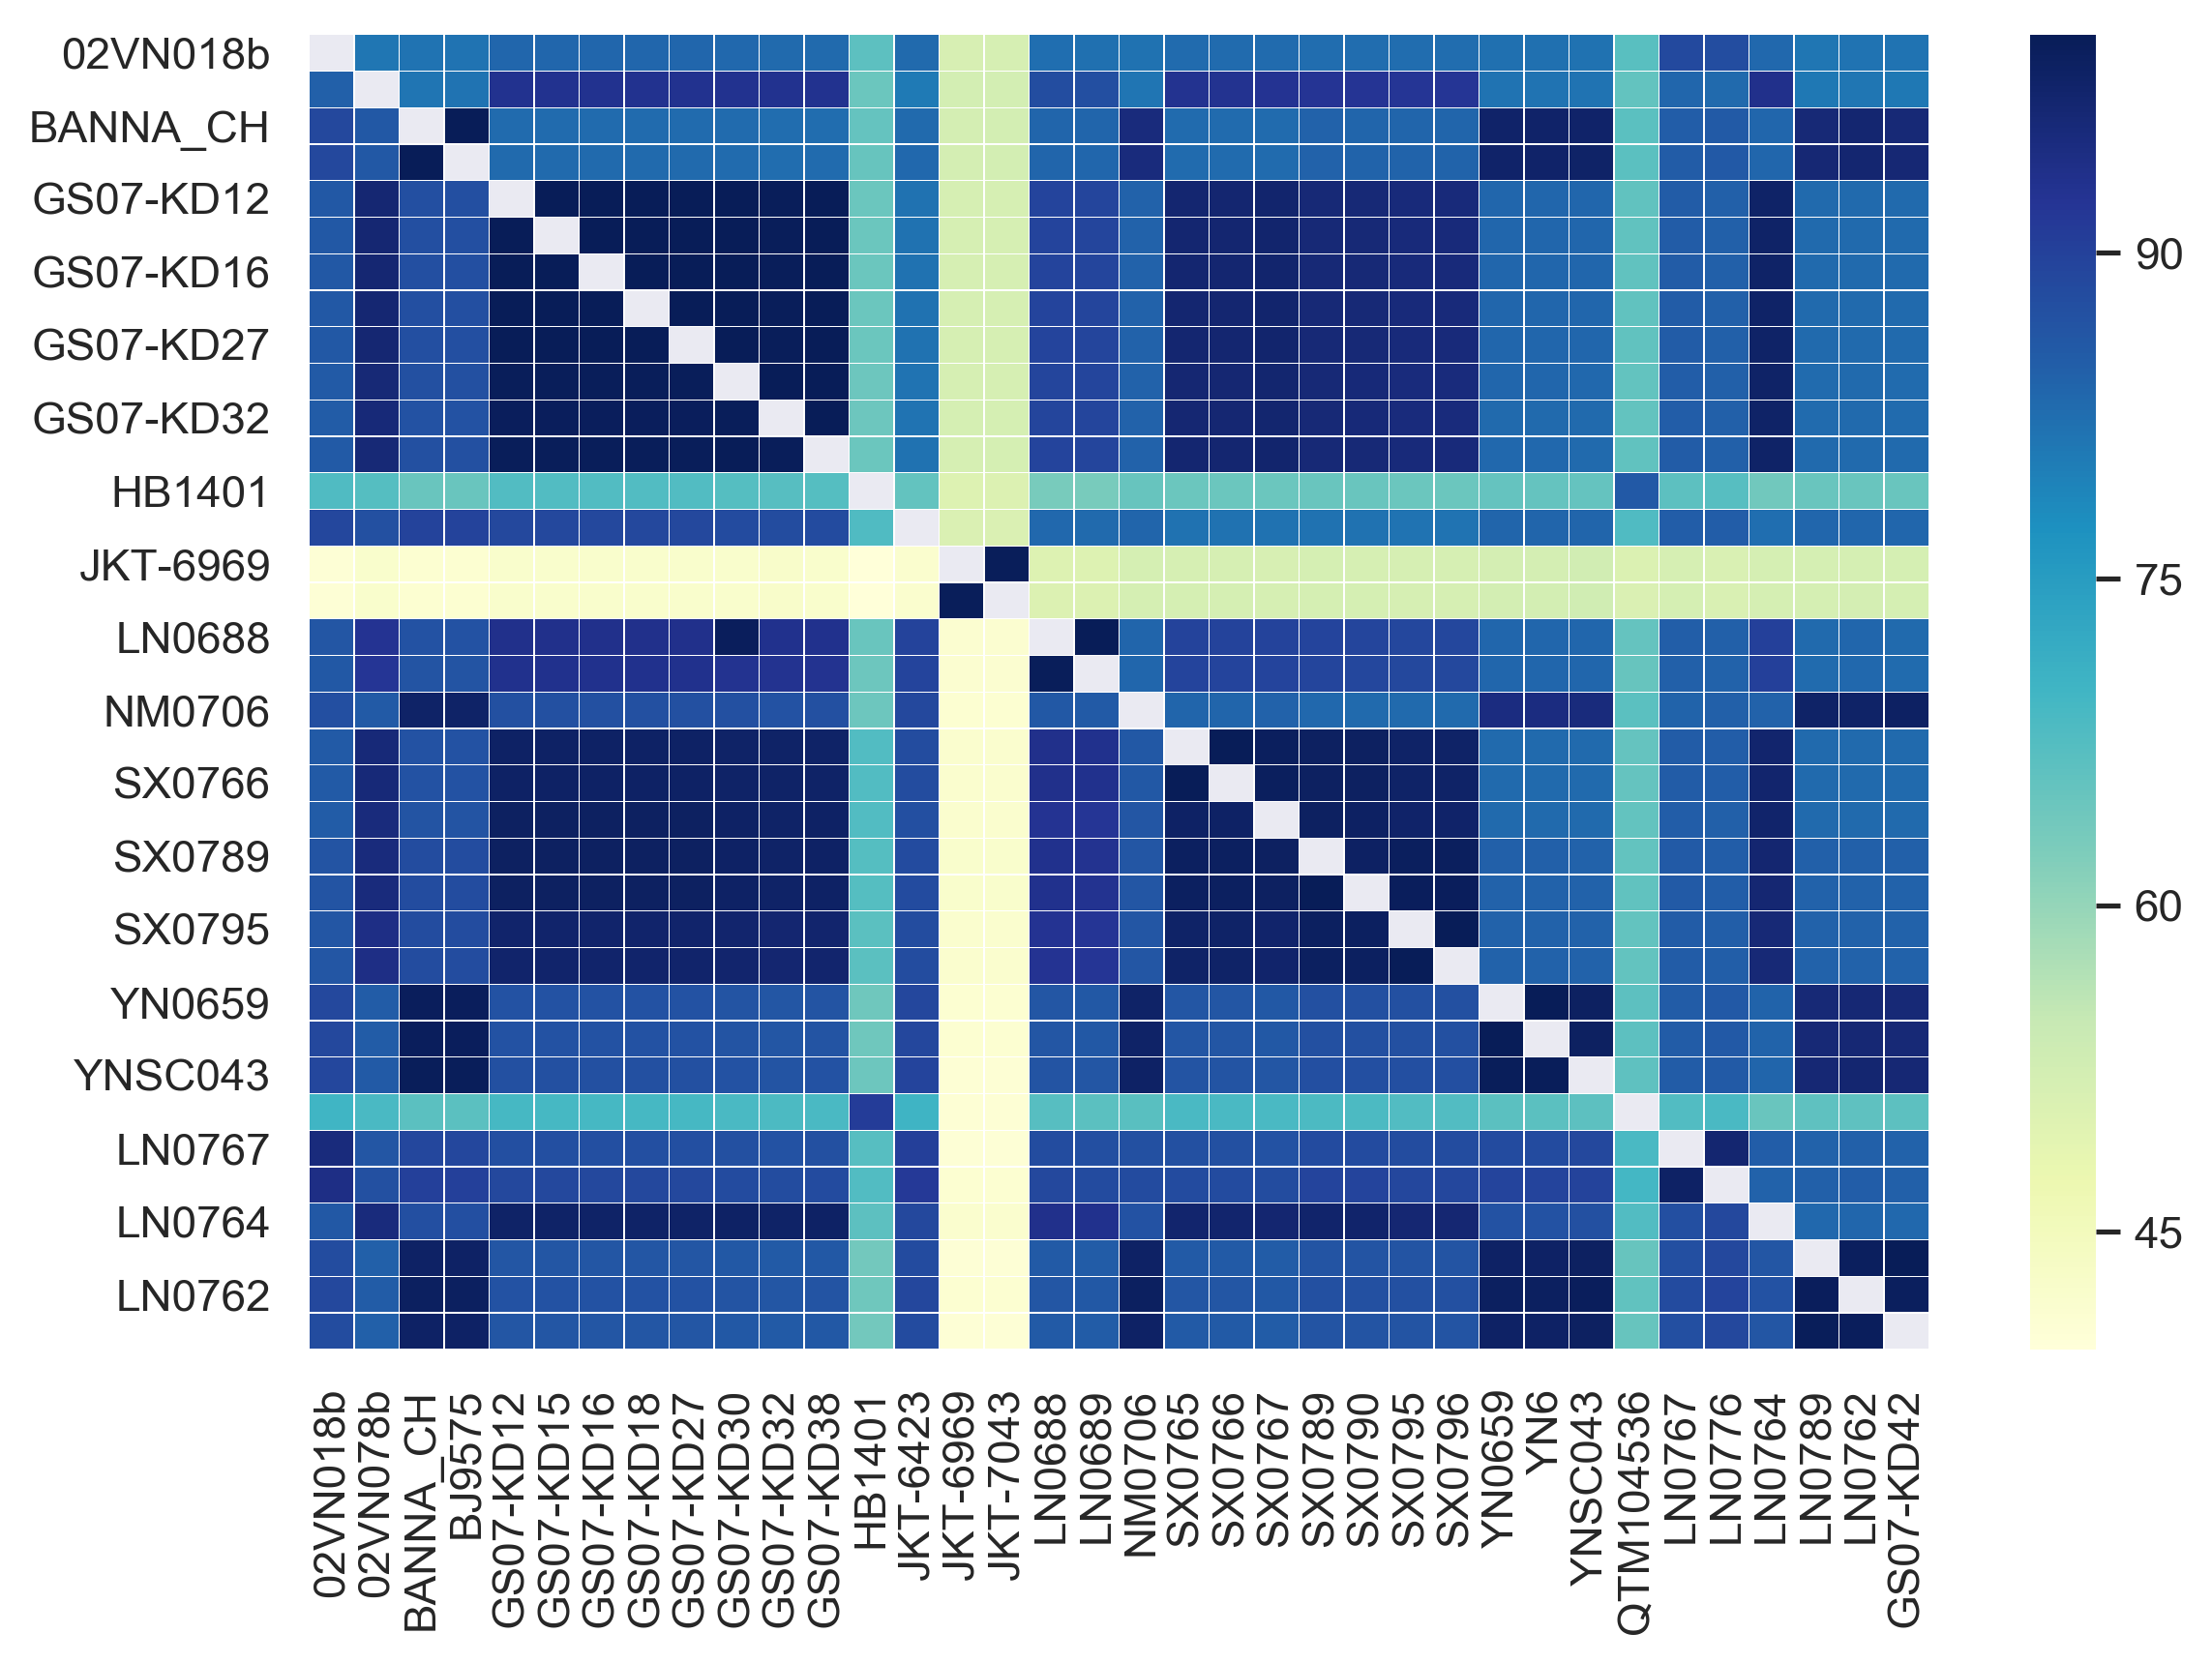 02VN018b
BANNA_CH
GS07-KD12
GS07-KD16
GS07-KD27
GS07-KD32
HB1401
JKT-6969
LN0688
NM0706
SX0766
SX0789
SX0795
YN0659
YNSC043
LN0767
LN0764
LN0762
90
75
60
45
02VN018b
02VN078b
BANNA_CH
BJ9575
GS07-KD12
GS07-KD15
GS07-KD16
GS07-KD18
GS07-KD27
GS07-KD30
GS07-KD32
GS07-KD38
HB1401
JKT-6423
JKT-6969
JKT-7043
LN0688
LN0689
NM0706
SX0765
SX0766
SX0767
SX0789
SX0790
SX0795
SX0796
YN0659
YN6
YNSC043
QTM104536
LN0767
LN0776
LN0764
LN0789
LN0762
GS07-KD42